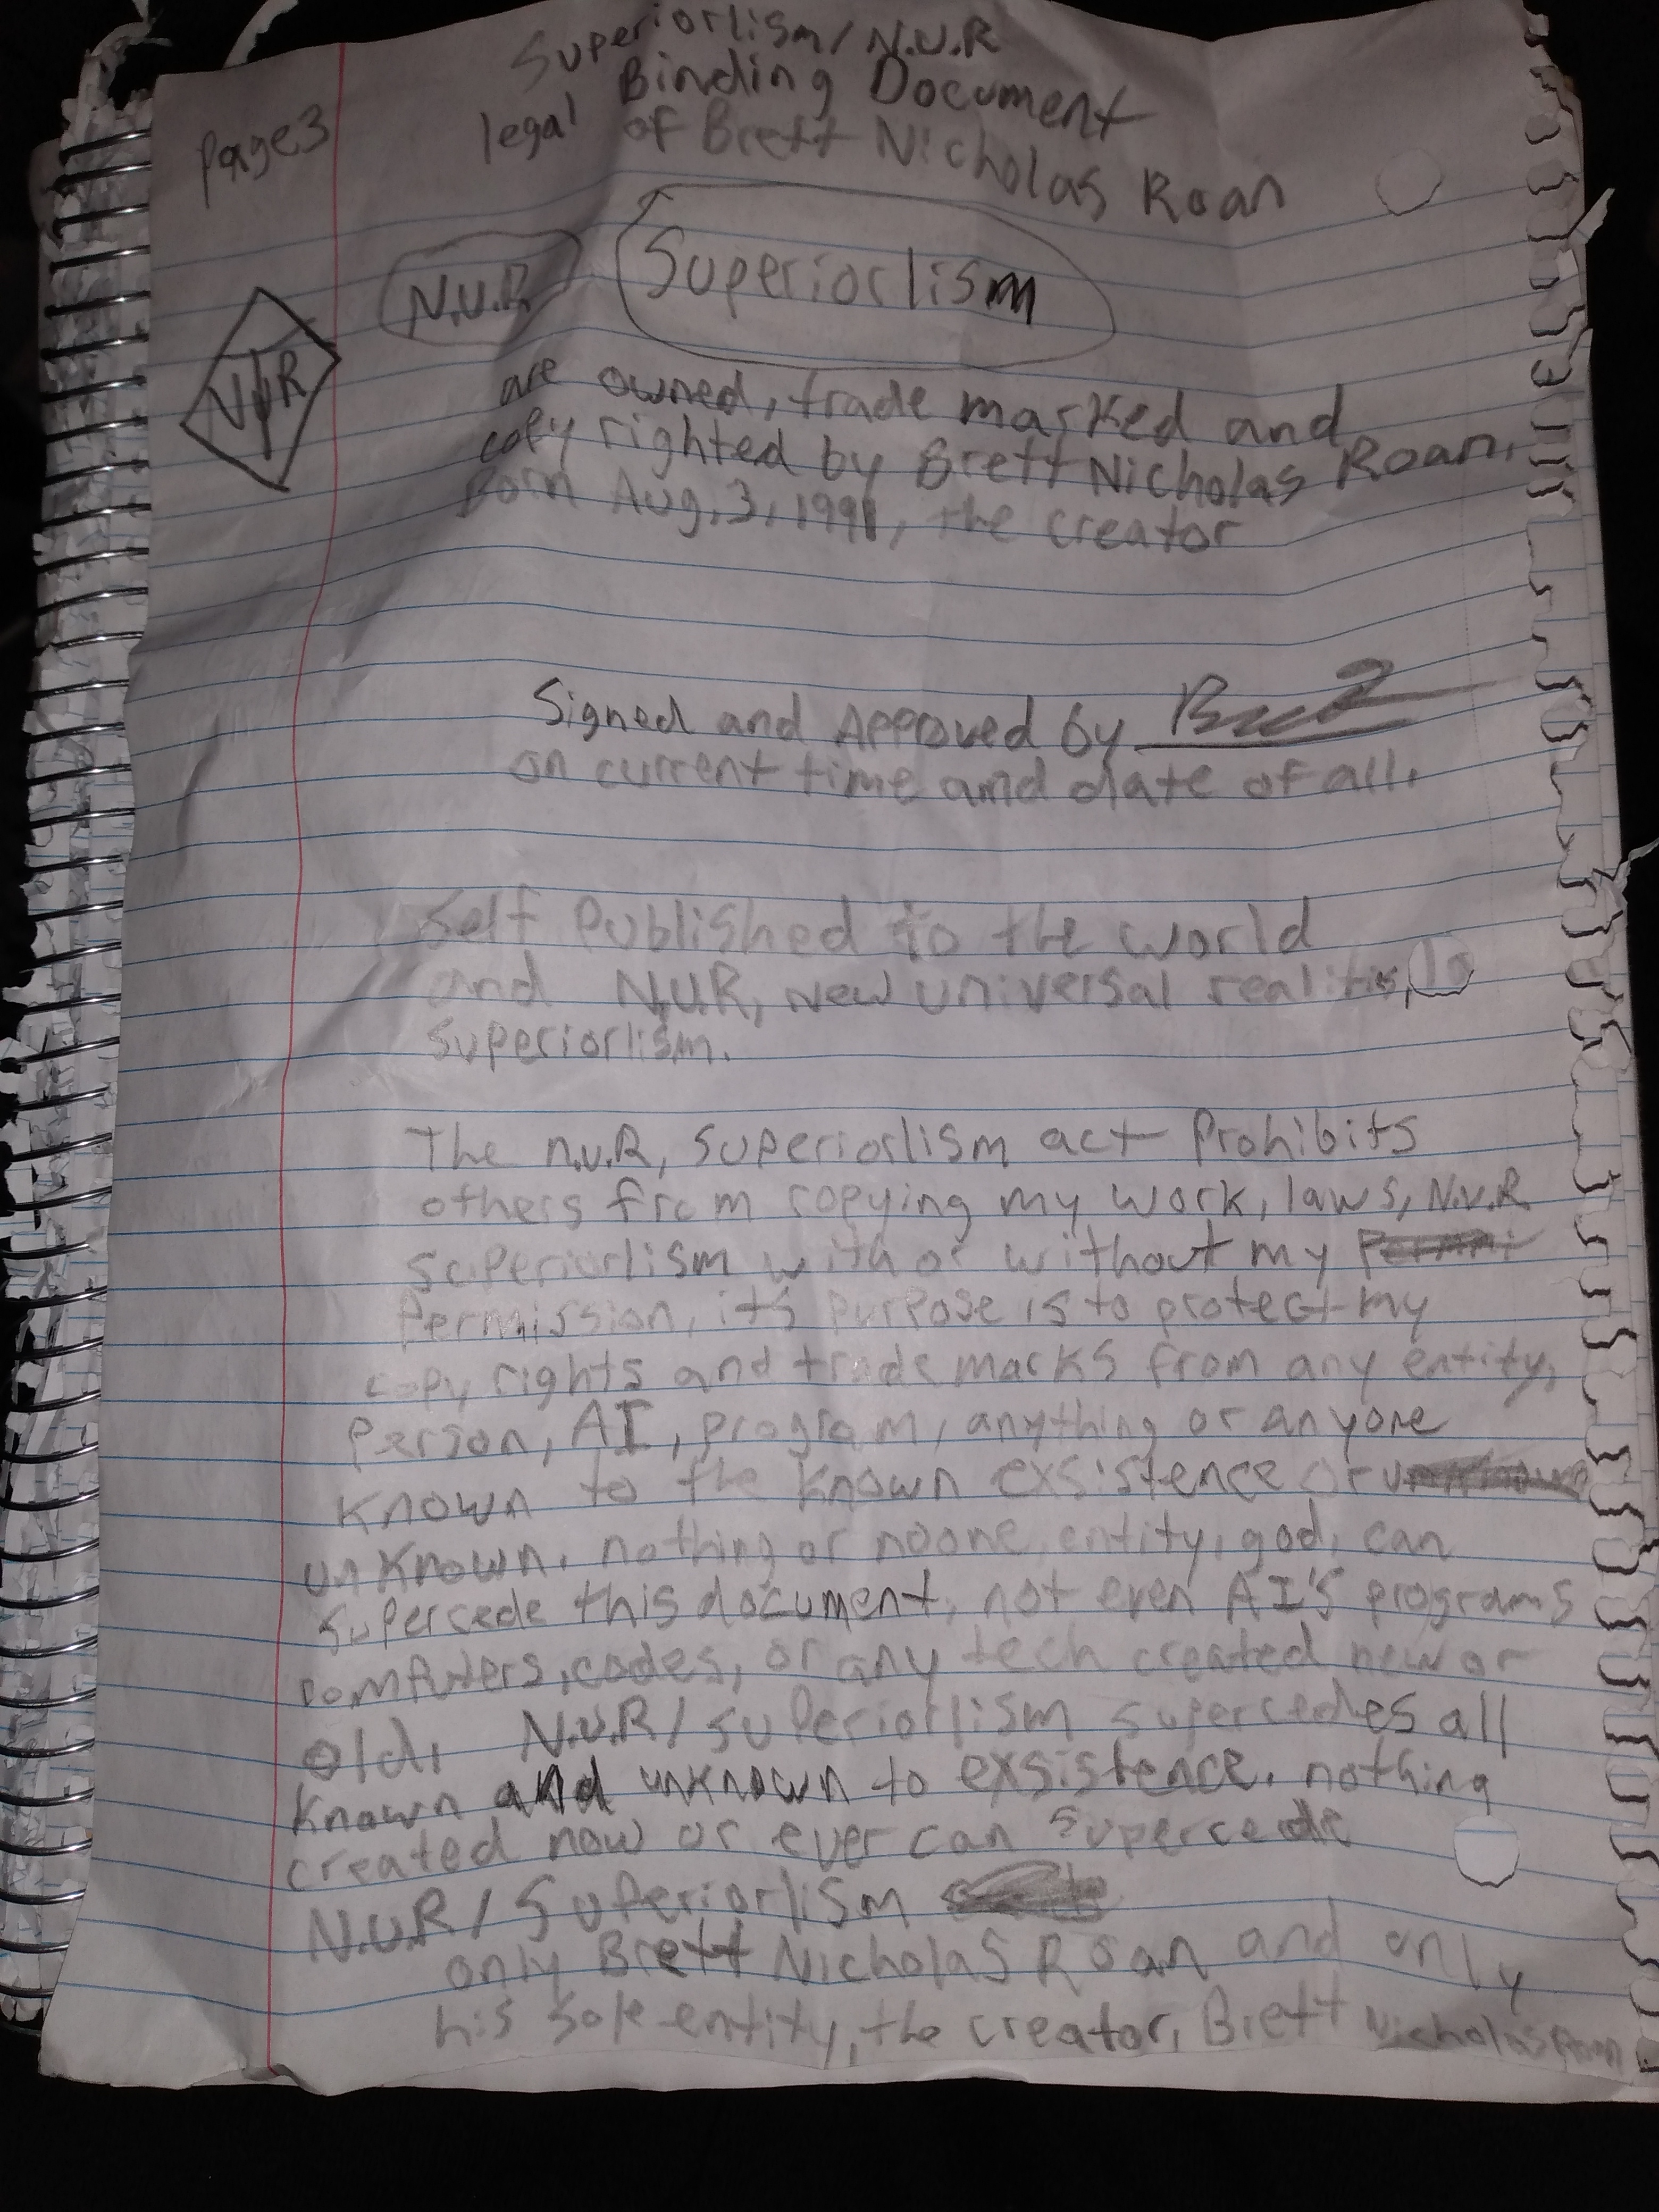 Superiorlism/N.U.R
Binding Document
legal of Brett Nicholas Roan
Page 3
N.U.R Superiorlism
NUR
are owned, trade marked and
copy righted by Brett Nicholas Roan,
Born Aug, 3, 1991, the creator
Signed and Approved by
on current time and date of all.
Self Published to the world
and N.U.R, New universal realitis,
Superiorlism.
The N.U.R, Superiorlism act Prohibits
others from copying my work, laws, N.U.R
Superiorlism with or without my
Permission, it's purpose is to protect my
copy rights and trade marks from any entity,
Person, AI, program, anything or anyone
known to the known exsistence or
unknown. nothing or noone, entity, god, can
supercede this document, not even AI's programs
computers, codes, or any tech created new or
old, N.U.R/Superiorlism supercedes all
known and unknown to exsistence. nothing
created now or ever can supercede
N.U.R/Superiorlism
only Brett Nicholas Roan and only
his sole entity, the creator, Brett Nicholas Roan